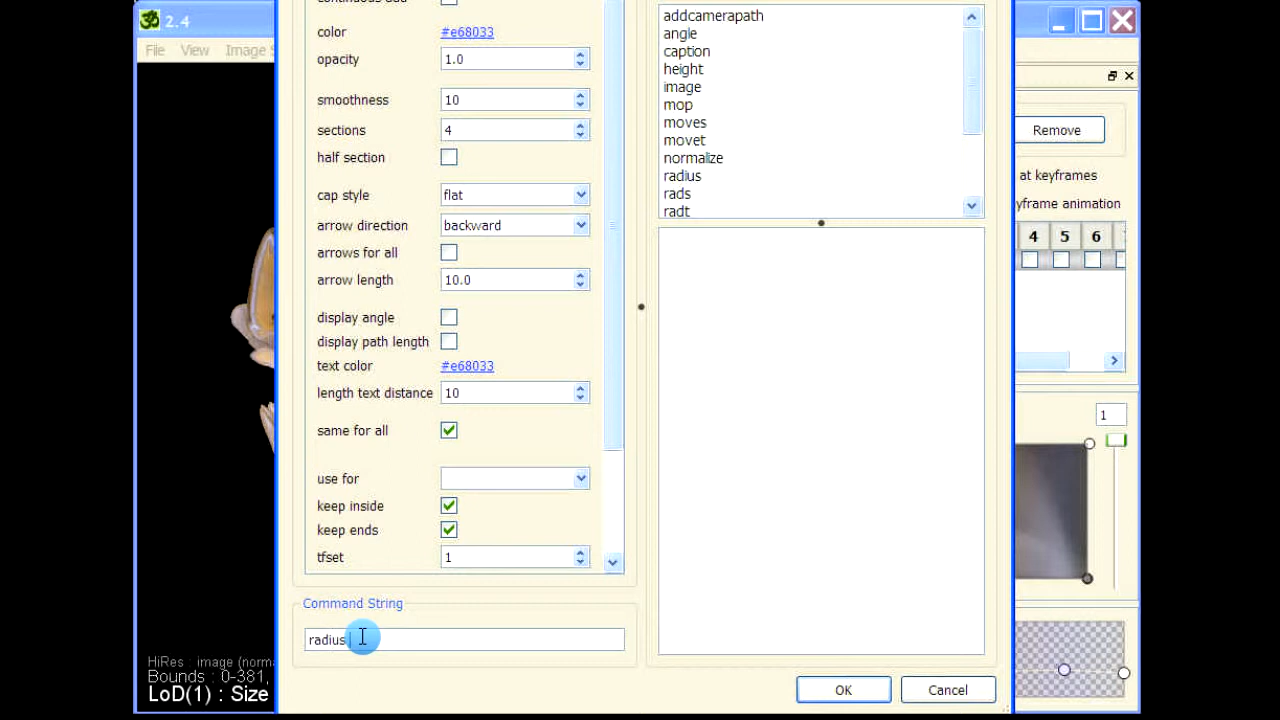 2.4
File View Image S
color #e68033
opacity 1.0
smoothness 10
sections 4
half section
cap style flat
arrow direction backward
arrows for all
arrow length 10.0
display angle
display path length
text color #e68033
length text distance 10
same for all
use for
keep inside
keep ends
tfset 1
Command String
radius
addcamerapath
angle
caption
height
image
mop
moves
movet
normalize
radius
rads
radt
OK Cancel
Remove
at keyframes
yframe animation
4 5 6
1
HiRes : image (norma
Bounds : 0-381,
LoD(1) : Size